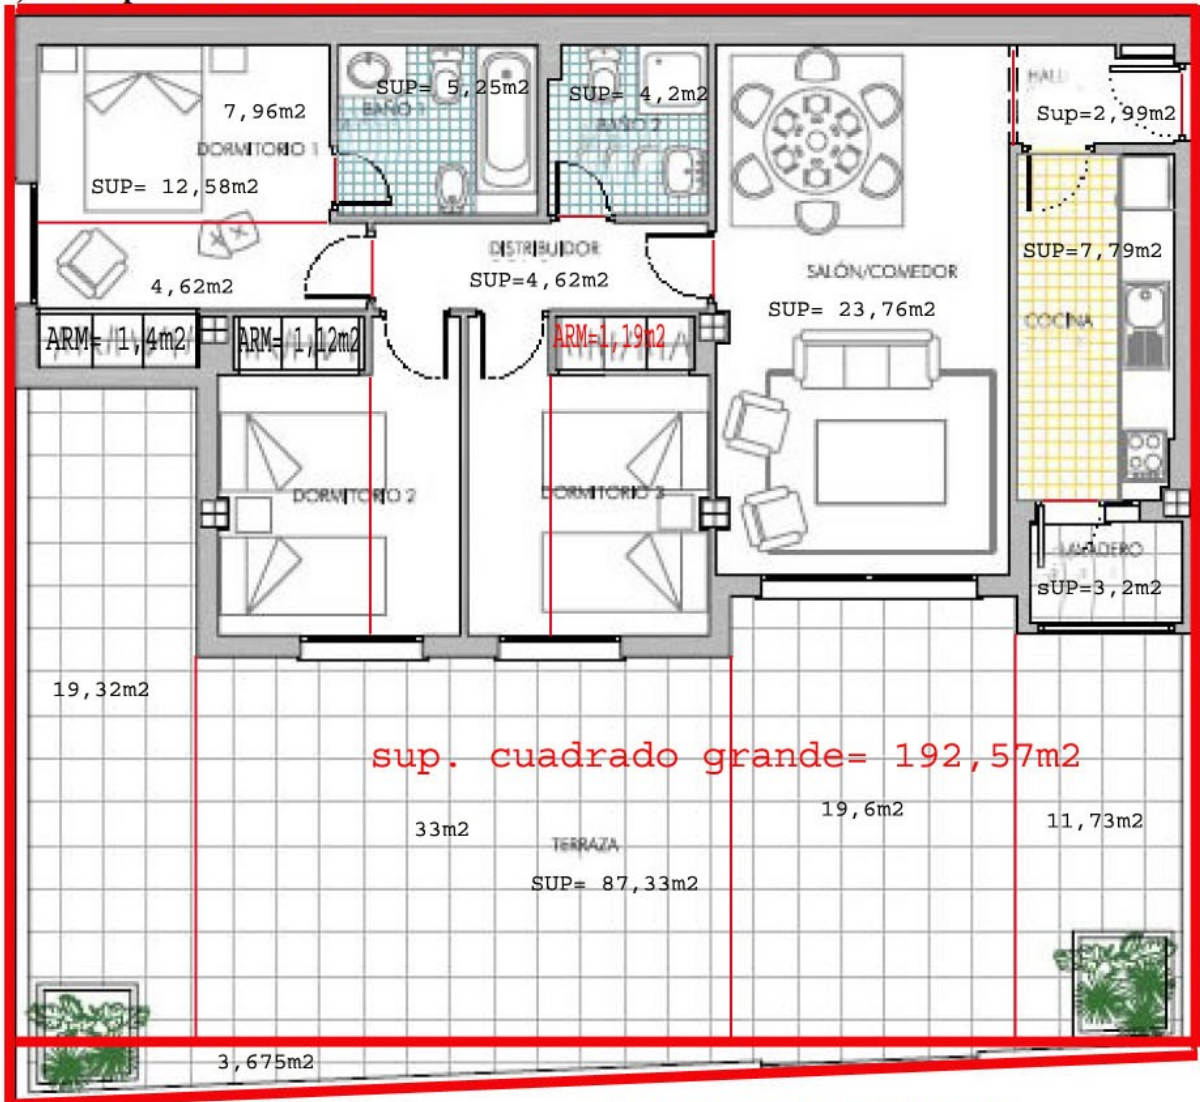 HALL
SUP= 5,25m2
SUP= 4,2m2
7,96m2
BAÑO 1
Sup=2,99m2
BAÑO 2
DORMITORIO 1
SUP= 12,58m2
DISTRIBUIDOR
SUP=7,79m2
SALÓN/COMEDOR
SUP=4,62m2
4,62m2
SUP= 23,76m2
COCINA
ARM= 1,4m2
ARM= 1,12m2
ARM=1,19m2
DORMITORIO 2
DORMITORIO 3
LAVADERO
sUP=3,2m2
19,32m2
sup. cuadrado grande= 192,57m2
19,6m2
11,73m2
33m2
TERRAZA
SUP= 87,33m2
3,675m2